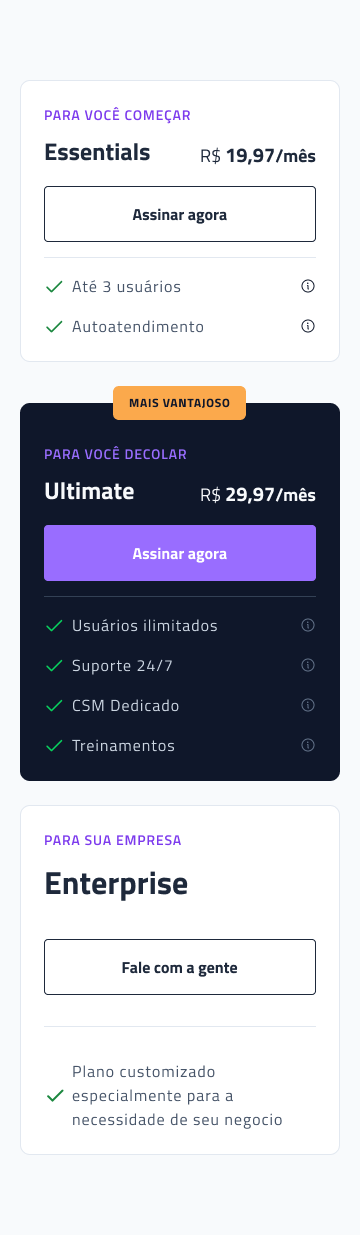 PARA VOCÊ COMEÇAR
Essentials
R$ 19,97/mês
Assinar agora
Até 3 usuários
Autoatendimento
MAIS VANTAJOSO
PARA VOCÊ DECOLAR
Ultimate
R$ 29,97/mês
Assinar agora
Usuários ilimitados
Suporte 24/7
CSM Dedicado
Treinamentos
PARA SUA EMPRESA
Enterprise
Fale com a gente
Plano customizado
especialmente para a
necessidade de seu negocio